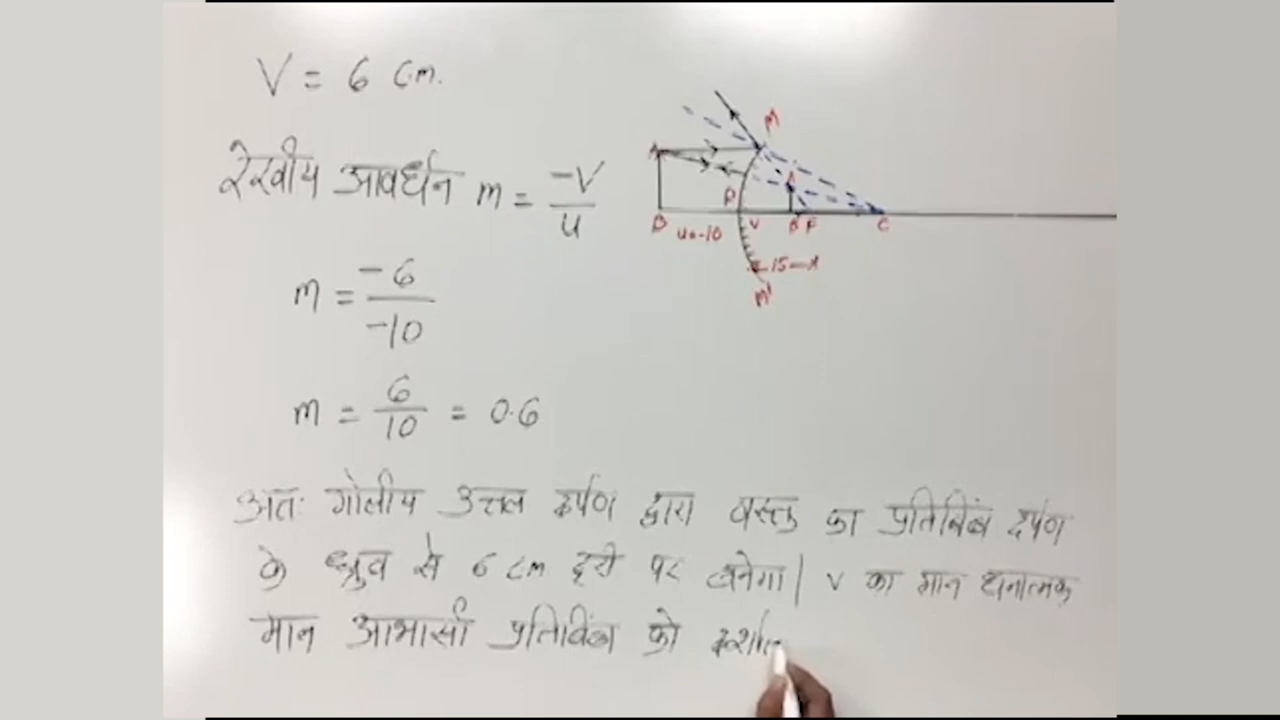 V = 6 cm.
रेखीय आवर्धन m = -V/u
m = -6/-10
m = 6/10 = 0.6
अतः गोलीय उत्तल दर्पण द्वारा वस्तु का प्रतिबिंब दर्पण
के ध्रुव से 6 cm दूरी पर बनेगा| v का मान धनात्मक
मान आभासी प्रतिबिंब को दर्शा
M
A
A
P
B
u=-10
V
B' F
C
15
M'